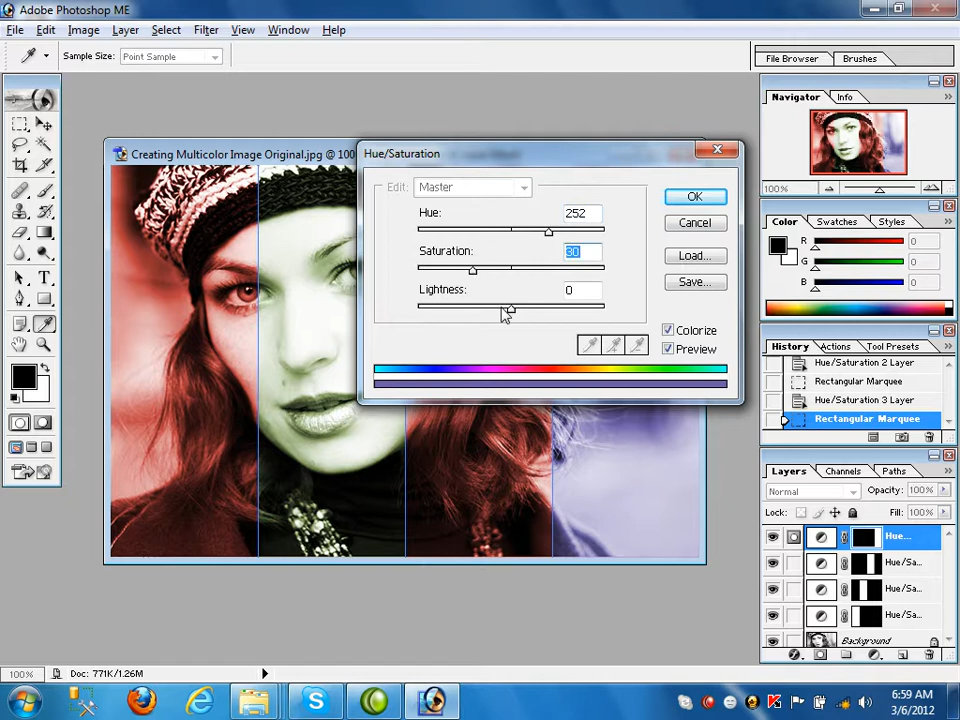 Adobe Photoshop ME
File Edit Image Layer Select Filter View Window Help
Sample Size: Point Sample
File Browser Brushes
Navigator Info
100%
Creating Multicolor Image Original.jpg @ 100
Hue/Saturation
Edit: Master
Hue: 252
Saturation: 30
Lightness: 0
OK
Cancel
Load...
Save...
Colorize
Preview
Color Swatches Styles
R 0
G 0
B 0
History Actions Tool Presets
Hue/Saturation 2 Layer
Rectangular Marquee
Hue/Saturation 3 Layer
Rectangular Marquee
Layers Channels Paths
Normal Opacity: 100%
Lock: Fill: 100%
Hue...
Hue/Sa...
Hue/Sa...
Hue/Sa...
Background
100% Doc: 771K/1.26M
6:59 AM
3/6/2012